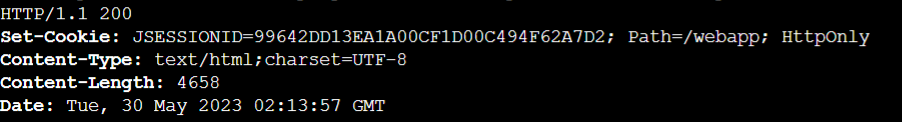 HTTP/1.1 200
Set-Cookie: JSESSIONID=99642DD13EA1A00CF1D00C494F62A7D2; Path=/webapp; HttpOnly
Content-Type: text/html;charset=UTF-8
Content-Length: 4658
Date: Tue, 30 May 2023 02:13:57 GMT